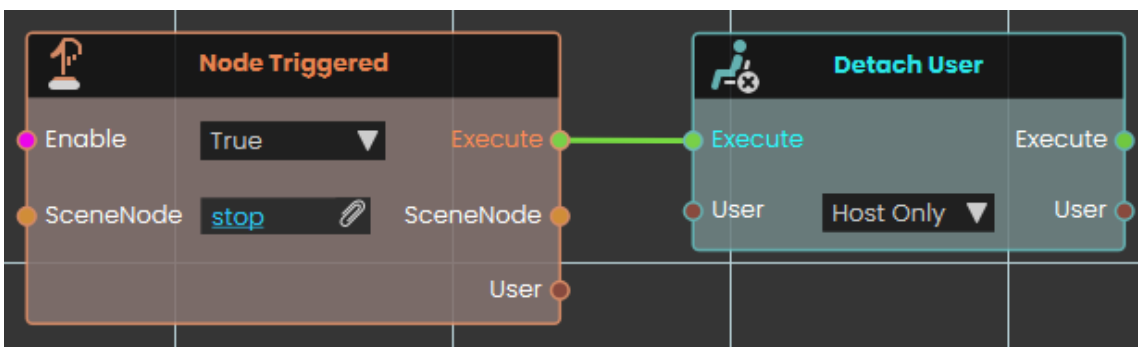 Node Triggered
Enable True Execute
SceneNode stop SceneNode
User
Detach User
Execute Execute
User Host Only User